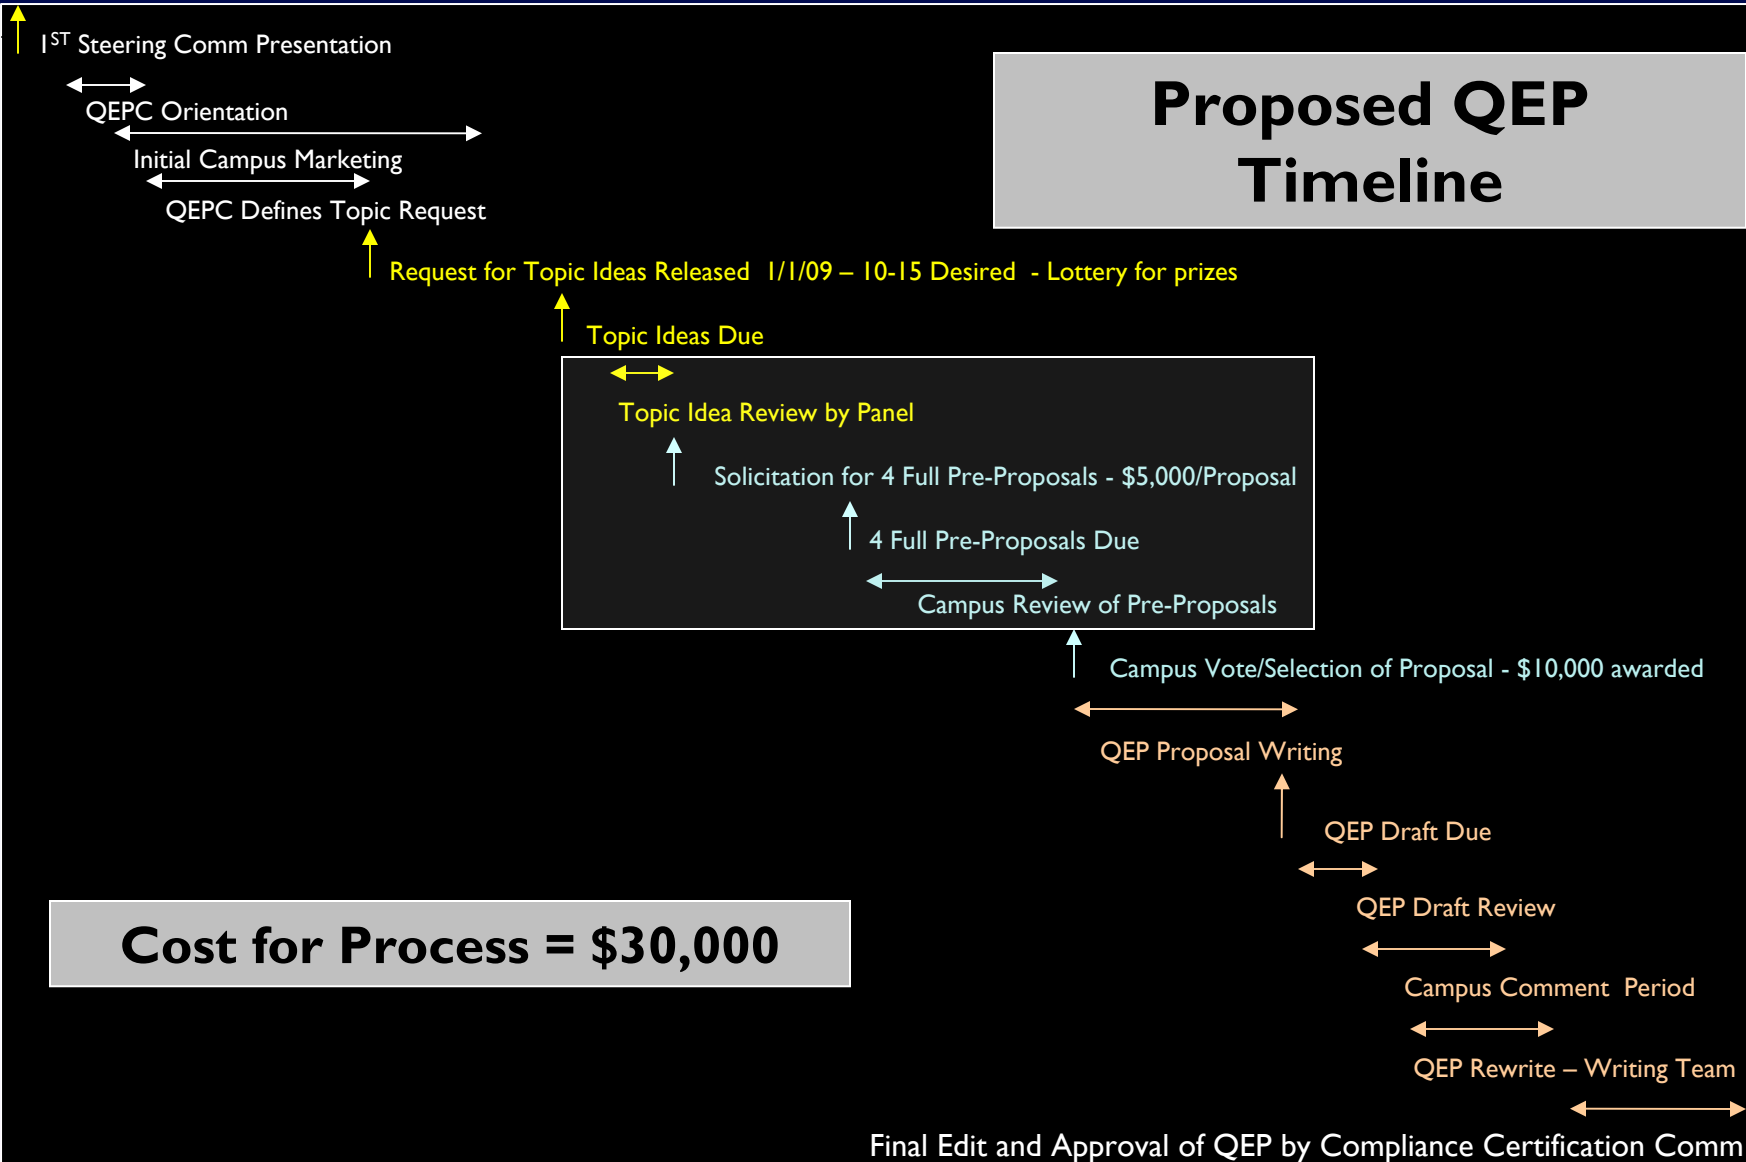 1ST Steering Comm Presentation
Proposed QEP
Timeline
QEPC Orientation
Initial Campus Marketing
QEPC Defines Topic Request
Request for Topic Ideas Released 1/1/09 – 10-15 Desired - Lottery for prizes
Topic Ideas Due
Topic Idea Review by Panel
Solicitation for 4 Full Pre-Proposals - $5,000/Proposal
4 Full Pre-Proposals Due
Campus Review of Pre-Proposals
Campus Vote/Selection of Proposal - $10,000 awarded
QEP Proposal Writing
QEP Draft Due
QEP Draft Review
Cost for Process = $30,000
Campus Comment Period
QEP Rewrite – Writing Team
Final Edit and Approval of QEP by Compliance Certification Comm